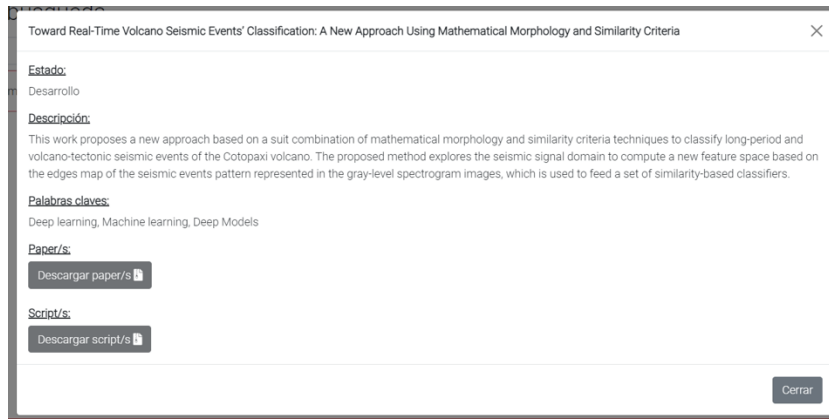 Toward Real-Time Volcano Seismic Events' Classification: A New Approach Using Mathematical Morphology and Similarity Criteria
Estado:
Desarrollo
Descripción:
This work proposes a new approach based on a suit combination of mathematical morphology and similarity criteria techniques to classify long-period and
volcano-tectonic seismic events of the Cotopaxi volcano. The proposed method explores the seismic signal domain to compute a new feature space based on
the edges map of the seismic events pattern represented in the gray-level spectrogram images, which is used to feed a set of similarity-based classifiers.
Palabras claves:
Deep learning, Machine learning, Deep Models
Paper/s:
Descargar paper/s
Script/s:
Descargar script/s
Cerrar